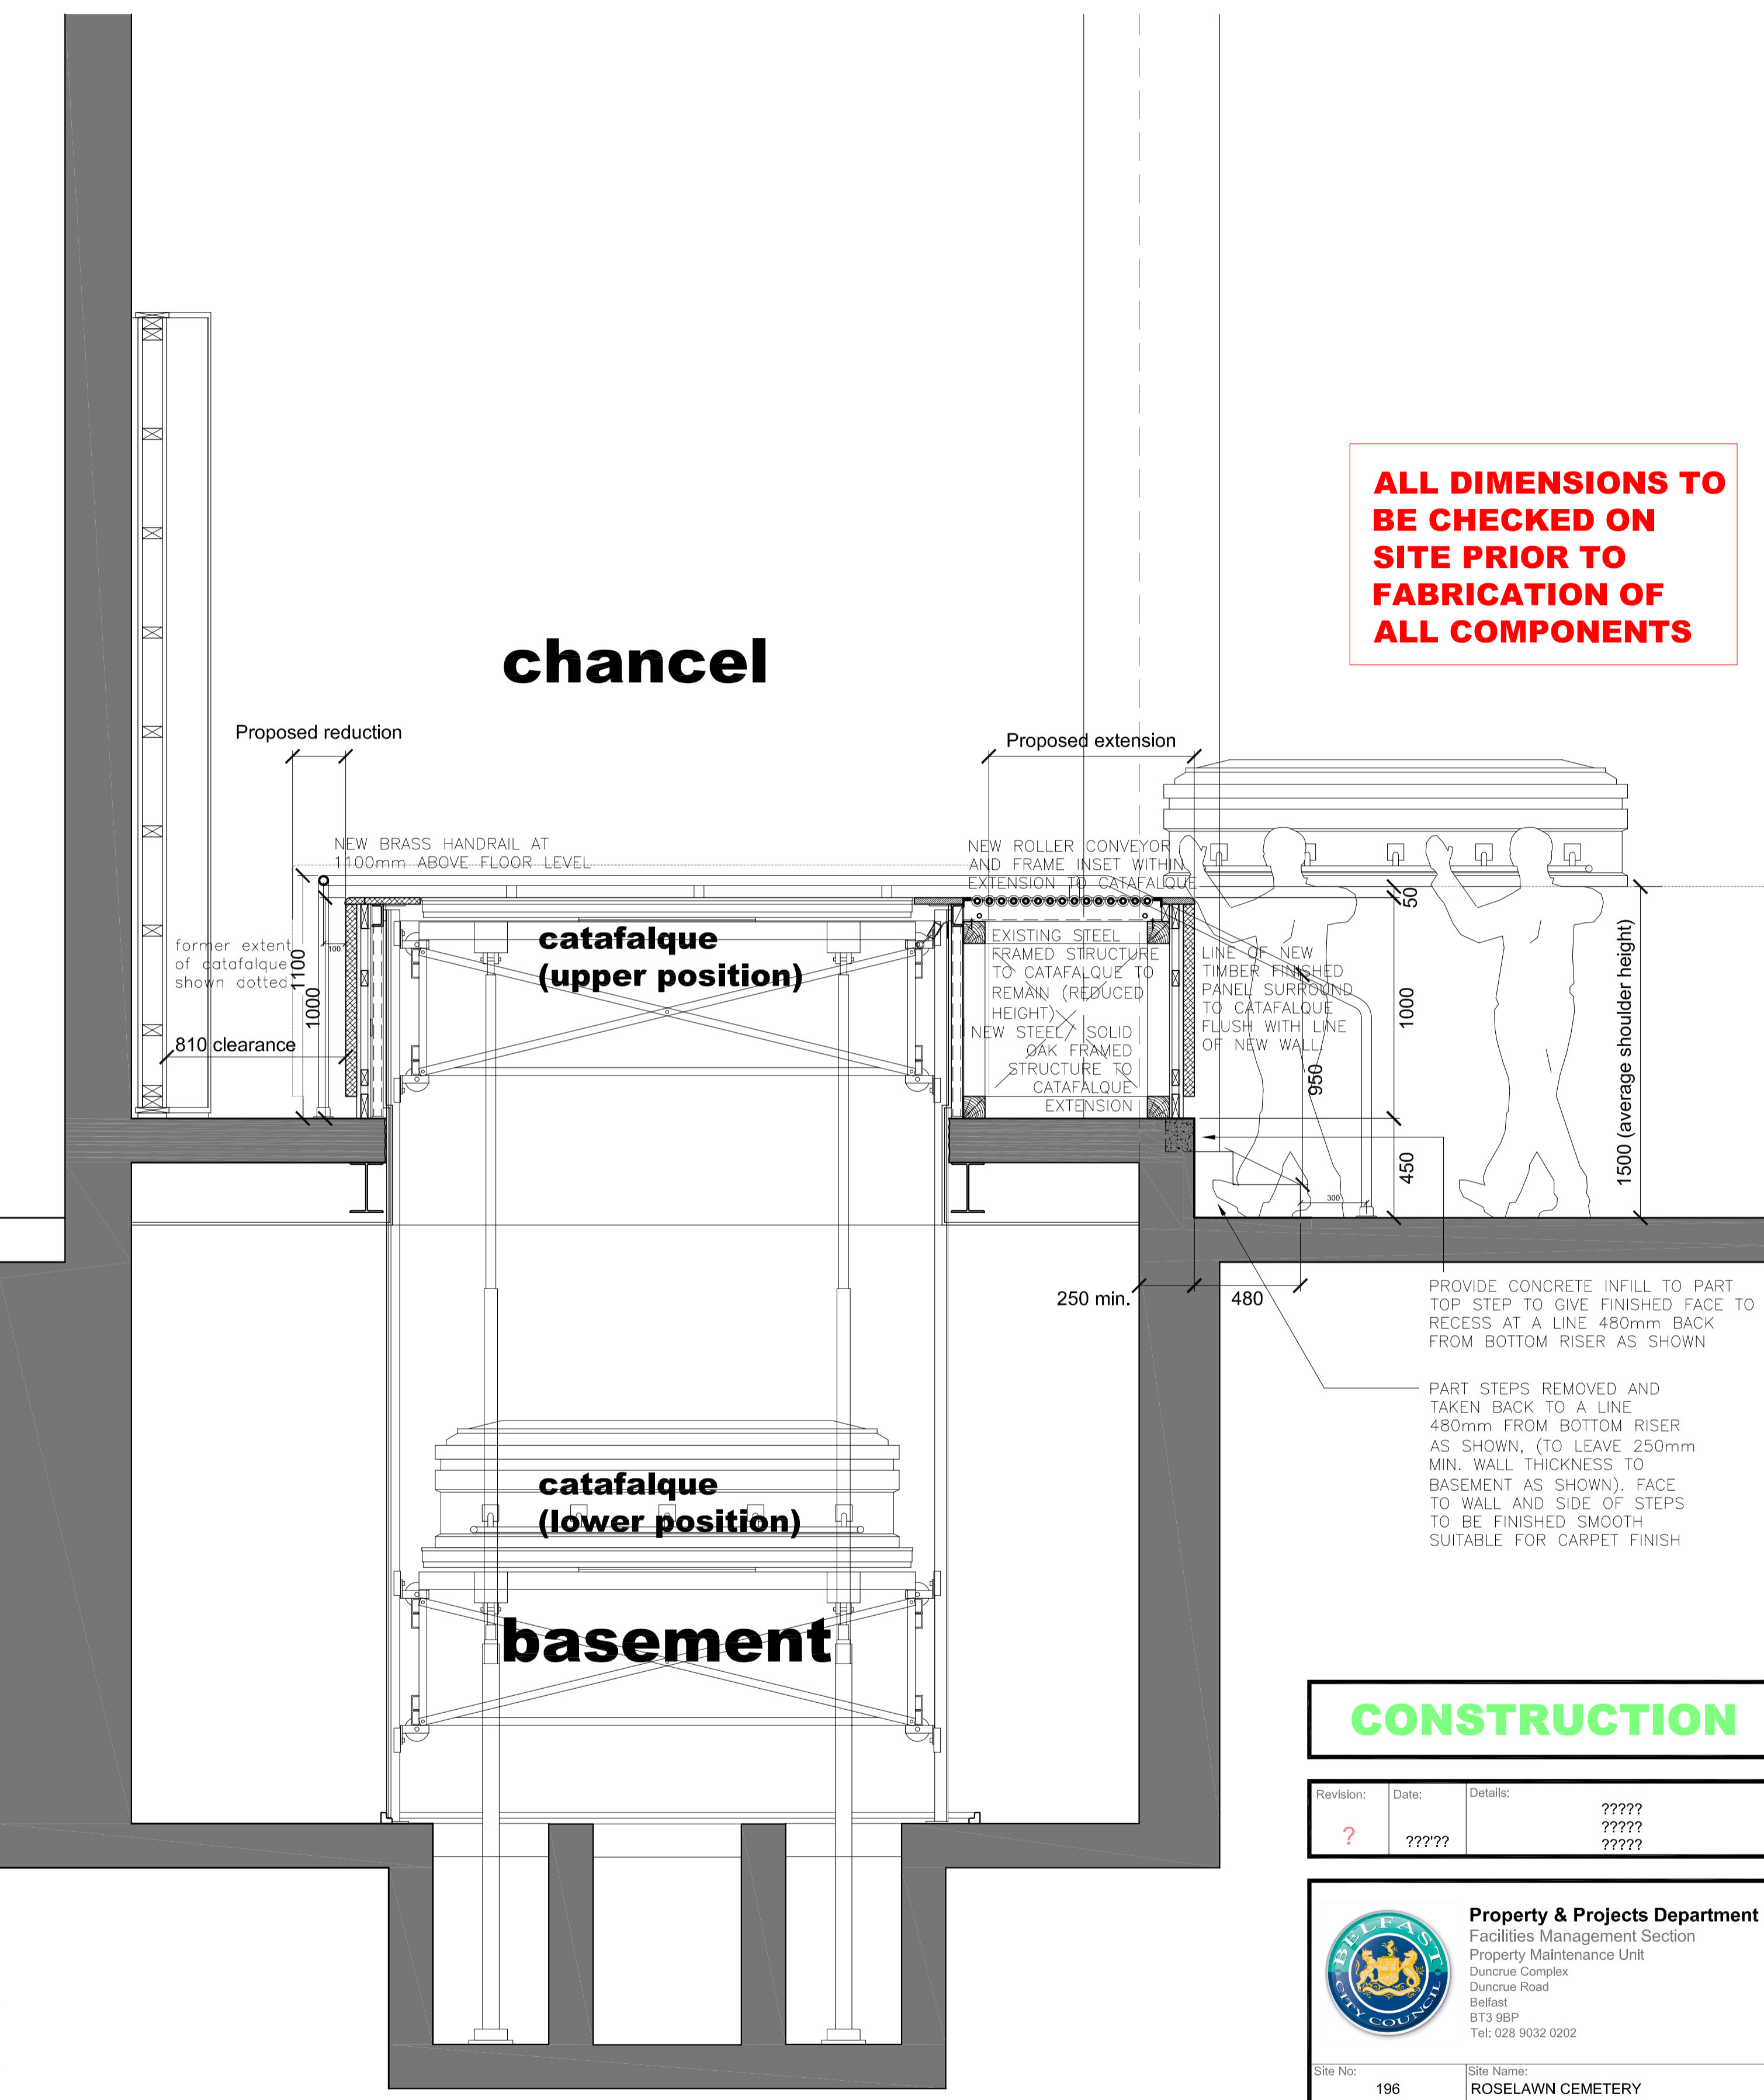 ALL DIMENSIONS TO
BE CHECKED ON
SITE PRIOR TO
FABRICATION OF
ALL COMPONENTS
chancel
Proposed reduction
Proposed extension
NEW BRASS HANDRAIL AT
1100mm ABOVE FLOOR LEVEL
NEW ROLLER CONVEYOR
AND FRAME INSET WITHIN
EXTENSION TO CATAFALQUE
50
former extent
of catafalque
shown dotted
1100
1000
100
810 clearance
catafalque
(upper position)
EXISTING STEEL
FRAMED STRUCTURE
TO CATAFALQUE TO
REMAIN (REDUCED
HEIGHT)
NEW STEEL/ SOLID
OAK FRAMED
STRUCTURE TO
CATAFALQUE
EXTENSION
LINE OF NEW
TIMBER FINISHED
PANEL SURROUND
TO CATAFALQUE
FLUSH WITH LINE
OF NEW WALL.
950
1000
450
300
1500 (average shoulder height)
250 min.
480
PROVIDE CONCRETE INFILL TO PART
TOP STEP TO GIVE FINISHED FACE TO
RECESS AT A LINE 480mm BACK
FROM BOTTOM RISER AS SHOWN
PART STEPS REMOVED AND
TAKEN BACK TO A LINE
480mm FROM BOTTOM RISER
AS SHOWN, (TO LEAVE 250mm
MIN. WALL THICKNESS TO
BASEMENT AS SHOWN). FACE
TO WALL AND SIDE OF STEPS
TO BE FINISHED SMOOTH
SUITABLE FOR CARPET FINISH
catafalque
(lower position)
basement
CONSTRUCTION
Revision:
?
Date:
???'??
Details:
?????
?????
?????
BELFAST
CITY COUNCIL
Property & Projects Department
Facilities Management Section
Property Maintenance Unit
Duncrue Complex
Duncrue Road
Belfast
BT3 9BP
Tel: 028 9032 0202
Site No:
196
Site Name:
ROSELAWN CEMETERY